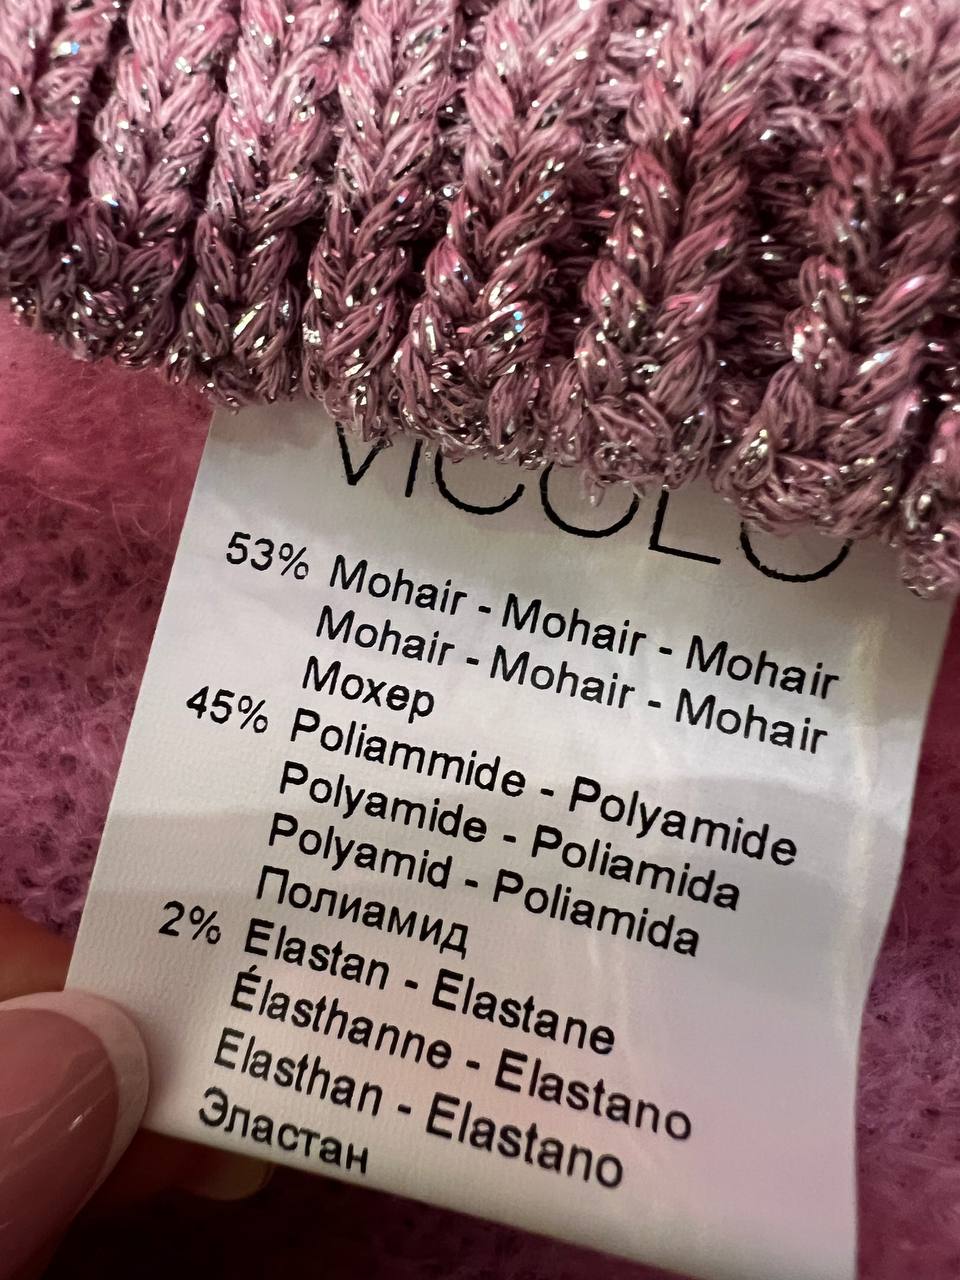 VICOLO
53% Mohair - Mohair - Mohair
Mohair - Mohair - Mohair
Мохер
45% Poliammide - Polyamide
Polyamide - Poliamida
Polyamid - Poliamida
Полиамид
2% Elastan - Elastane
Élasthanne - Elastano
Elasthan - Elastano
Эластан